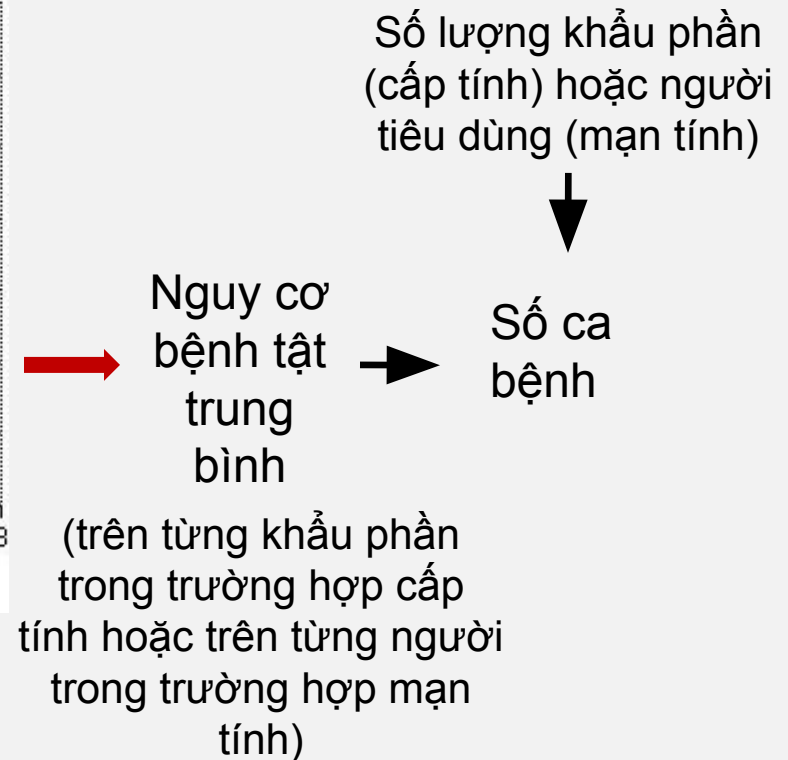 Số lượng khẩu phần
(cấp tính) hoặc người
tiêu dùng (mạn tính)
Nguy cơ
bệnh tật
trung
bình
Số ca
bệnh
(trên từng khẩu phần
trong trường hợp cấp
tính hoặc trên từng người
trong trường hợp mạn
tính)